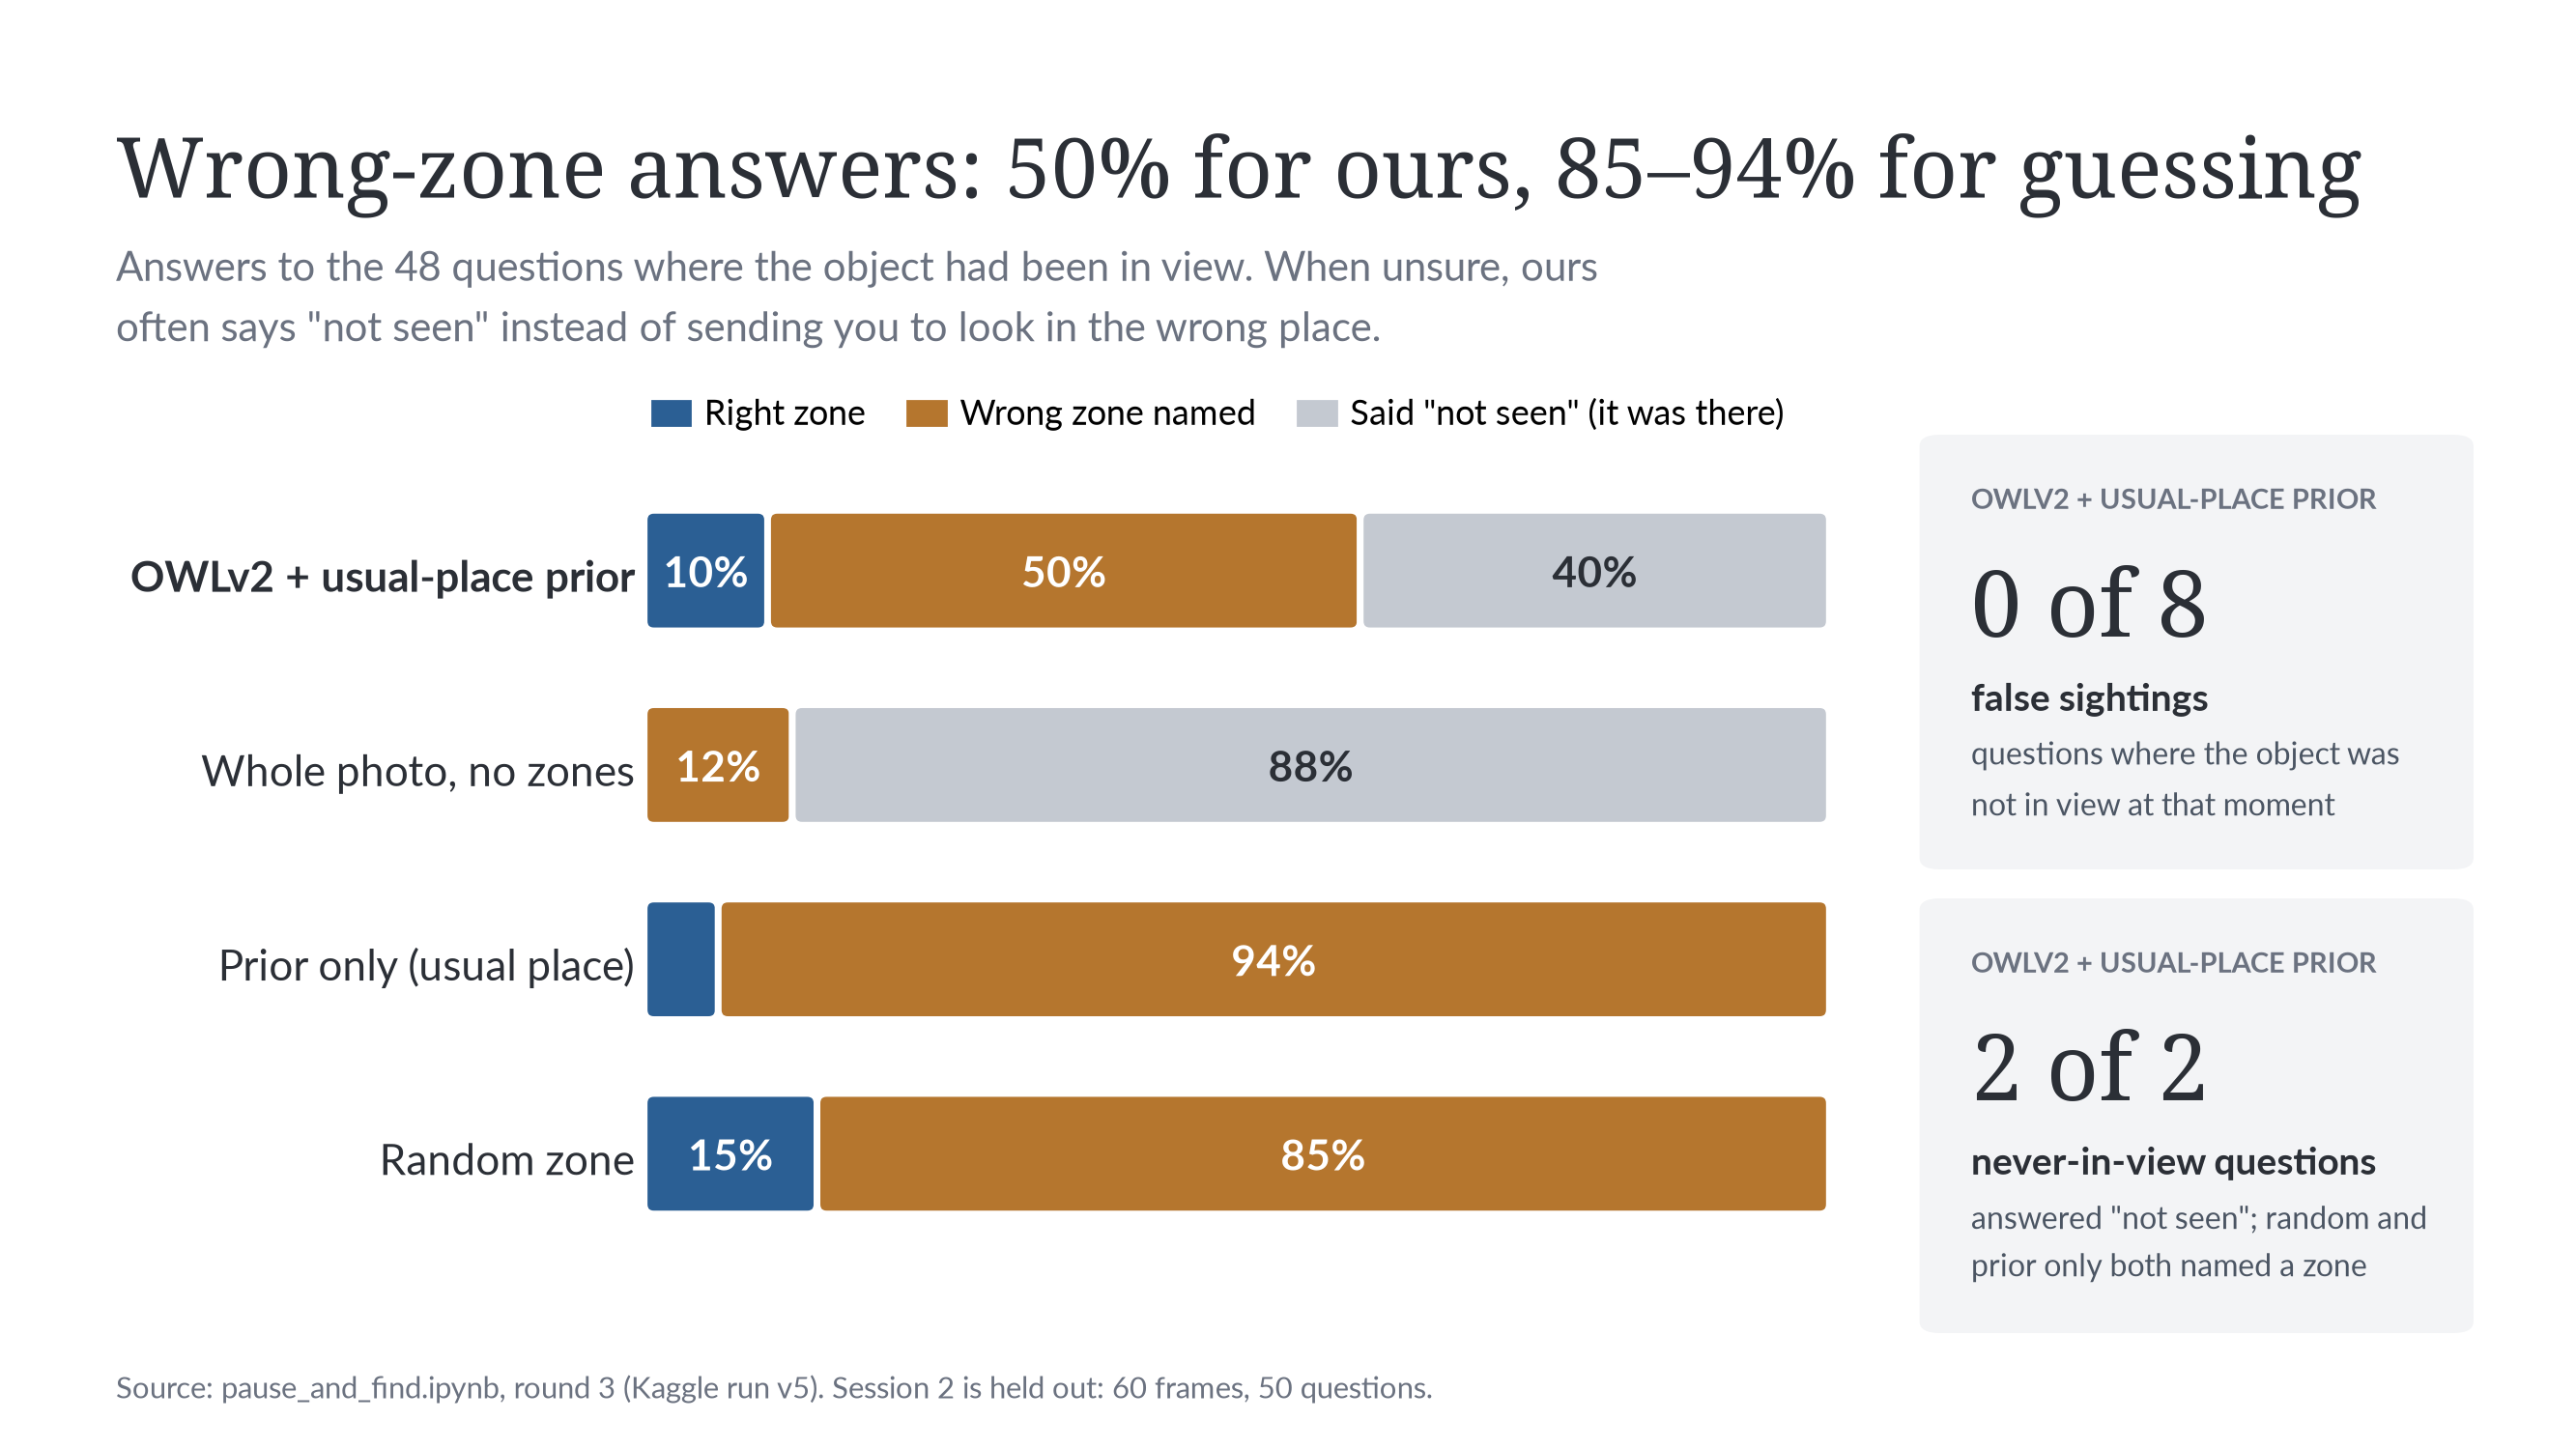 Wrong-zone answers: 50% for ours, 85–94% for guessing
Answers to the 48 questions where the object had been in view. When unsure, ours
often says "not seen" instead of sending you to look in the wrong place.
Right zone
Wrong zone named
Said "not seen" (it was there)
OWLv2 + usual-place prior
10%
50%
40%
Whole photo, no zones
12%
88%
Prior only (usual place)
94%
Random zone
15%
85%
OWLV2 + USUAL-PLACE PRIOR
0 of 8
false sightings
questions where the object was
not in view at that moment
OWLV2 + USUAL-PLACE PRIOR
2 of 2
never-in-view questions
answered "not seen"; random and
prior only both named a zone
Source: pause_and_find.ipynb, round 3 (Kaggle run v5). Session 2 is held out: 60 frames, 50 questions.